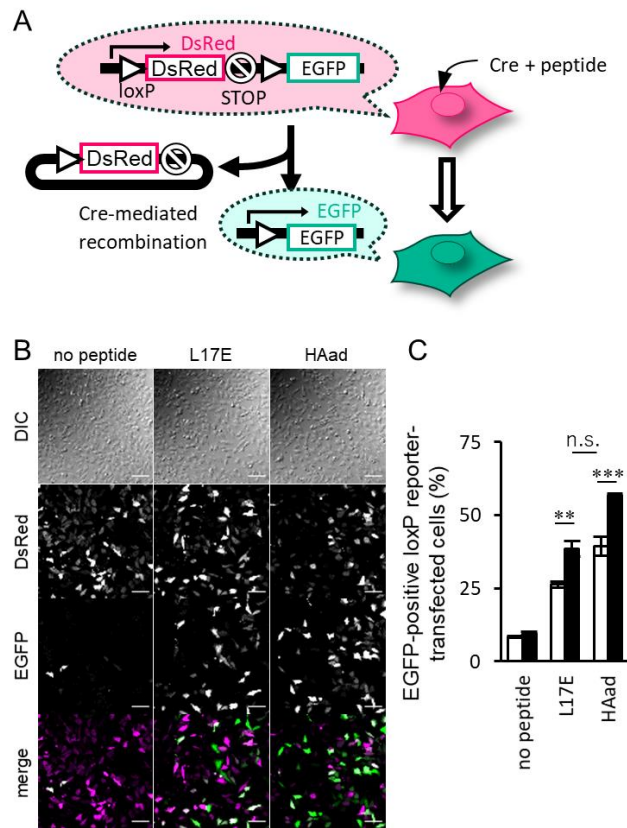 A
DsRed
DsRed
EGFP
loxP
STOP
Cre + peptide
DsRed
Cre-mediated
recombination
EGFP
EGFP
B
no peptide
L17E
HAad
DIC
DsRed
EGFP
merge
C
EGFP-positive loxP reporter-
transfected cells (%)
75
50
25
0
n.s.
**
***
no peptide
L17E
HAad